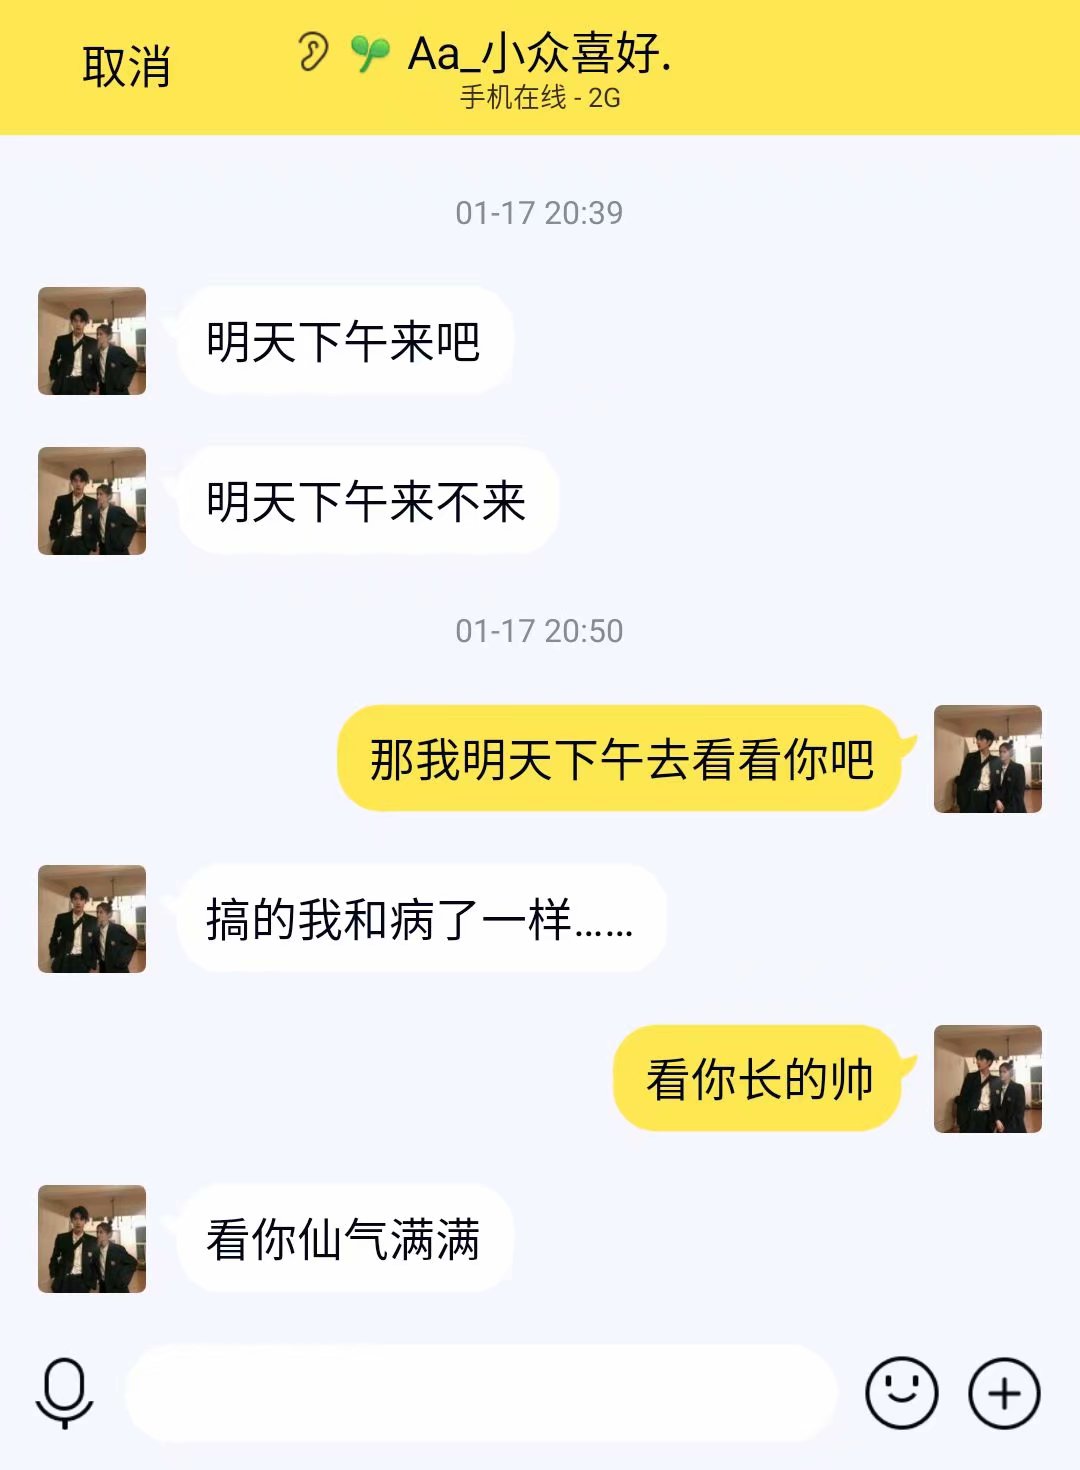 取消
Aa_小众喜好.
手机在线 - 2G
01-17 20:39
明天下午来吧
明天下午来不来
01-17 20:50
那我明天下午去看看你吧
搞的我和病了一样……
看你长的帅
看你仙气满满